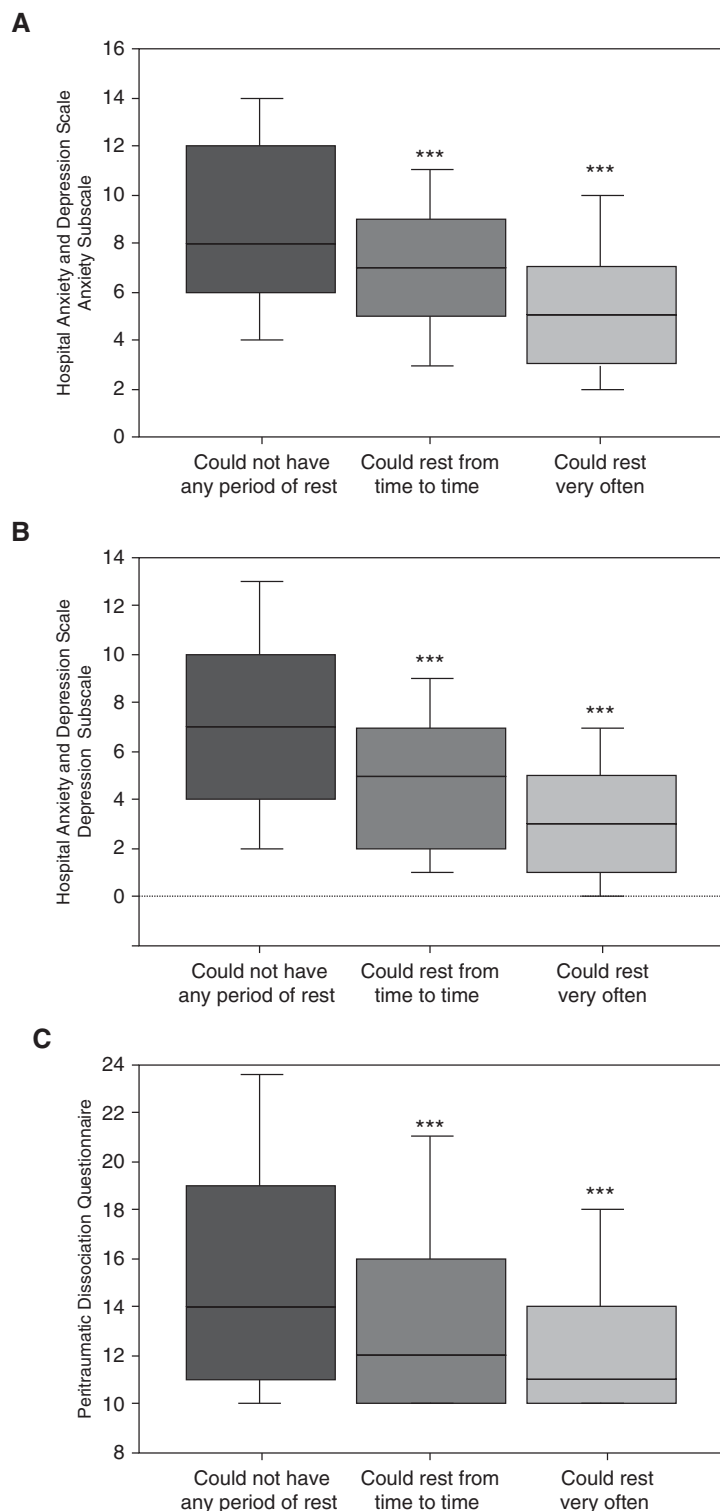 A
16
14
12
10
8
6
4
2
0
Hospital Anxiety and Depression Scale
Anxiety Subscale
***
***
Could not have
any period of rest
Could rest from
time to time
Could rest
very often
B
14
12
10
8
6
4
2
0
Hospital Anxiety and Depression Scale
Depression Subscale
***
***
Could not have
any period of rest
Could rest from
time to time
Could rest
very often
C
24
22
20
18
16
14
12
10
8
Peritraumatic Dissociation Questionnaire
***
***
Could not have
any period of rest
Could rest from
time to time
Could rest
very often